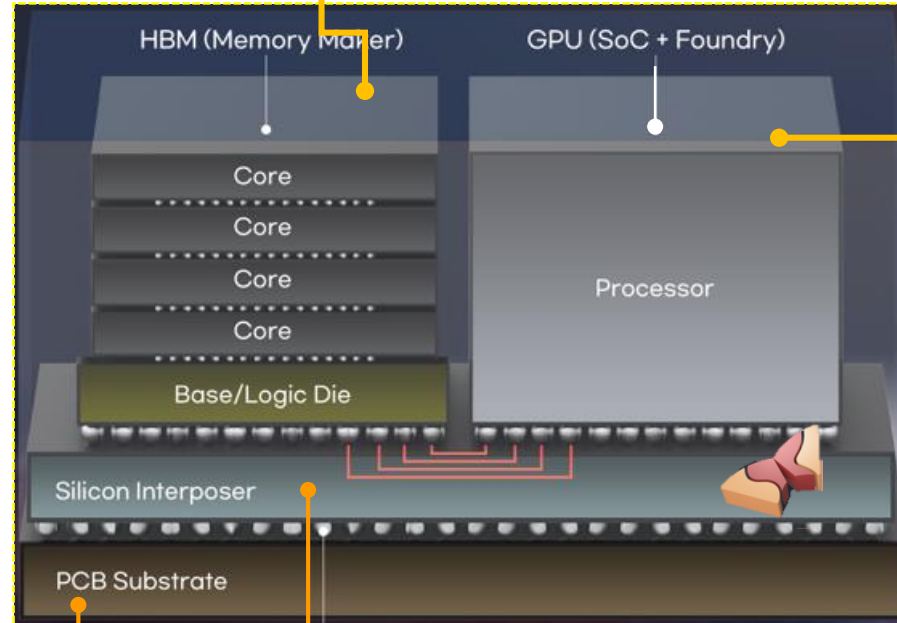 HBM (Memory Maker)
GPU (SoC + Foundry)
Core
Core
Core
Core
Processor
Base/Logic Die
Silicon Interposer
PCB Substrate